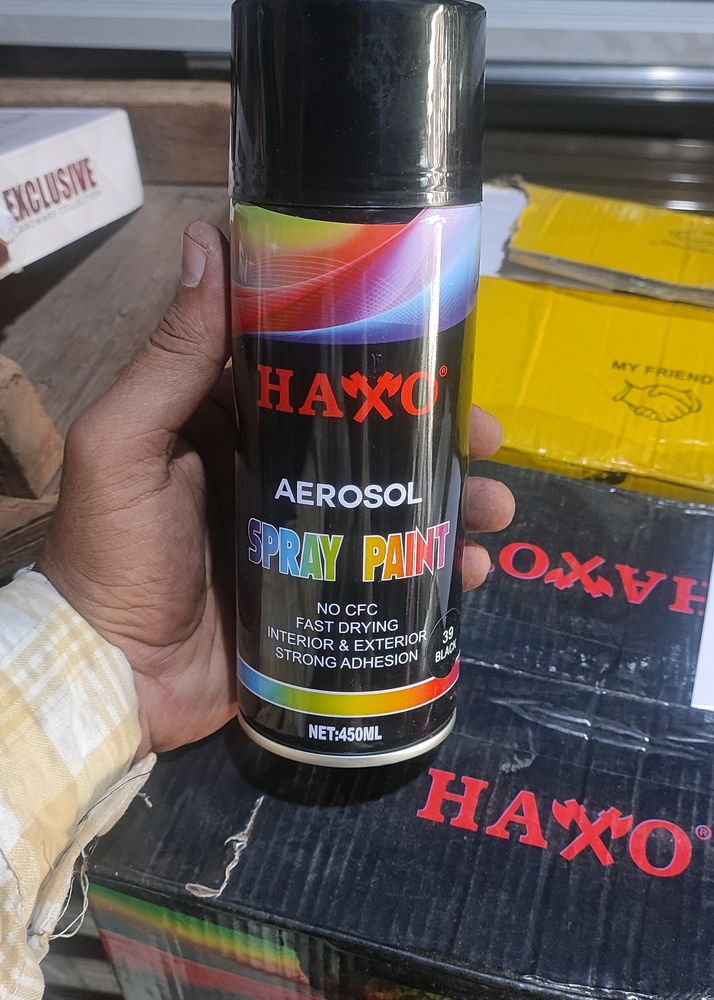 EXCLUSIVE
HAXO®
AEROSOL
SPRAY PAINT
NO CFC
FAST DRYING
INTERIOR & EXTERIOR
STRONG ADHESION
39
BLACK
NET:450ML
MY FRIEND
HAXO
HAXO®